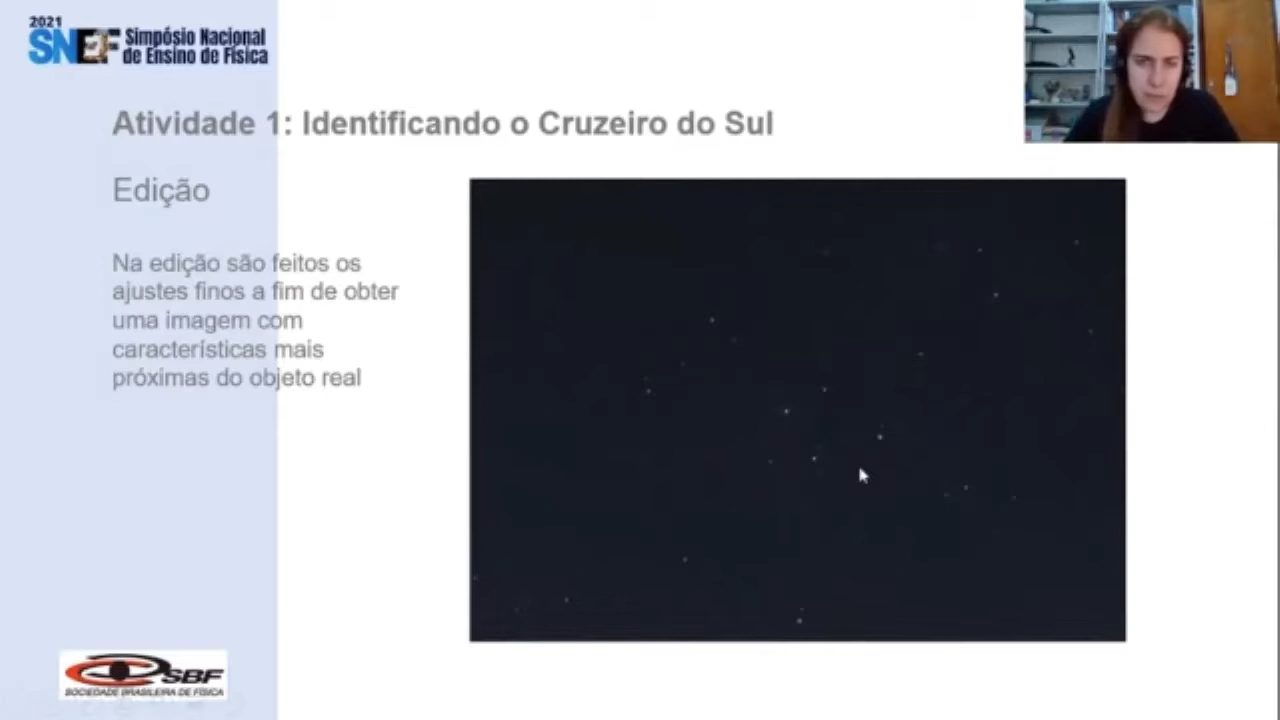 2021
SNEF Simpósio Nacional
de Ensino de Física
Atividade 1: Identificando o Cruzeiro do Sul
Edição
Na edição são feitos os
ajustes finos a fim de obter
uma imagem com
características mais
próximas do objeto real
SBF
SOCIEDADE BRASILEIRA DE FÍSICA